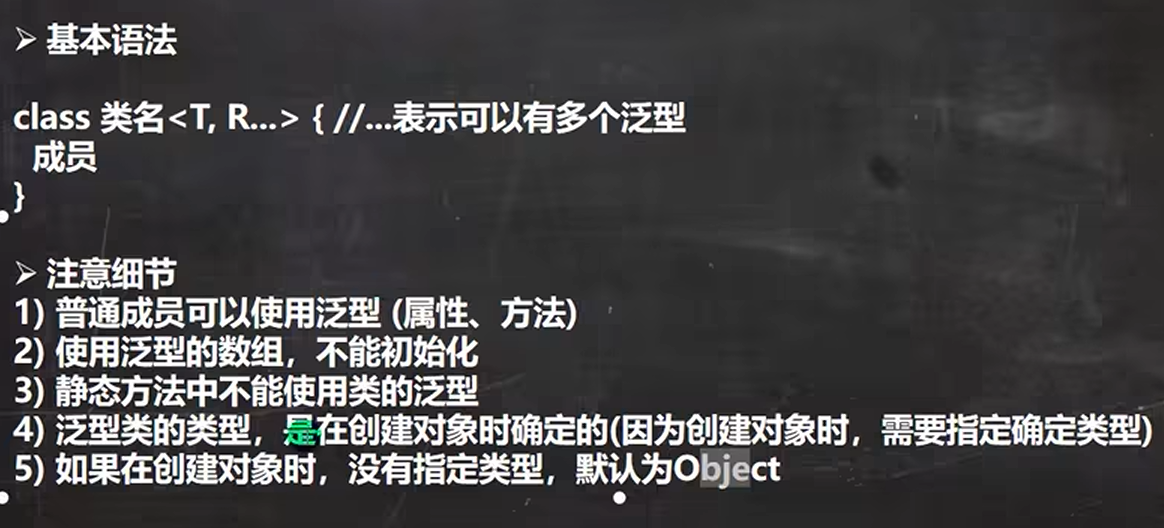 ➢ 基本语法
class 类名<T, R...> { //...表示可以有多个泛型
成员
}
➢ 注意细节
1) 普通成员可以使用泛型 (属性、方法)
2) 使用泛型的数组，不能初始化
3) 静态方法中不能使用类的泛型
4) 泛型类的类型，是在创建对象时确定的(因为创建对象时，需要指定确定类型)
5) 如果在创建对象时，没有指定类型，默认为Object